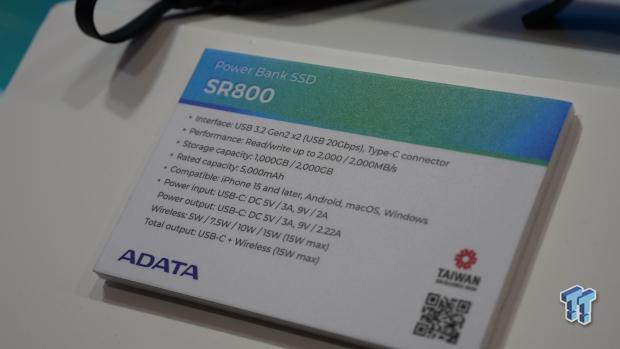 Power Bank SSD
SR800
• Interface: USB 3.2 Gen2 x2 (USB 20Gbps), Type-C connector
• Performance: Read/write up to 2,000 / 2,000MB/s
• Storage capacity: 1,000GB / 2,000GB
• Rated capacity: 5,000mAh
• Compatible: iPhone 15 and later, Android, macOS, Windows
• Power input: USB-C: DC 5V / 3A, 9V / 2A
Power output: USB-C: DC 5V / 3A, 9V / 2.22A
Wireless: 5W / 7.5W / 10W / 15W (15W max)
Total output: USB-C + Wireless (15W max)
ADATA
TAIWAN
TT